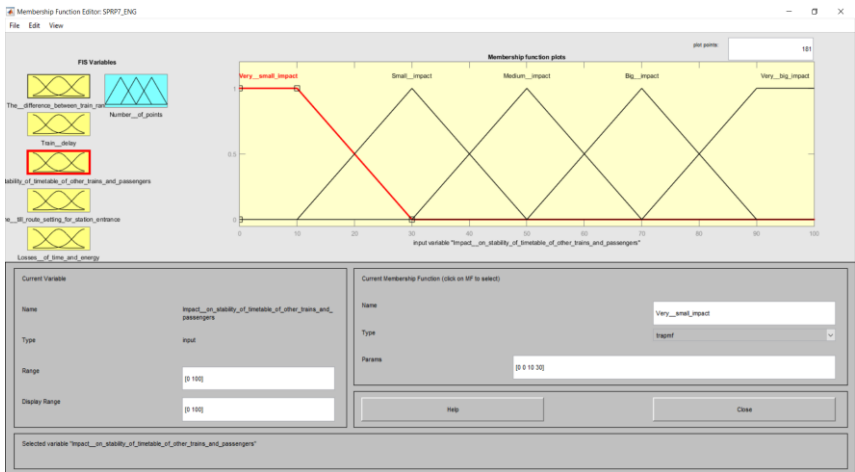 Membership Function Editor: SPRP7_ENG
File Edit View
FIS Variables
The__difference_between_train_ran
Number__of_points
Train__delay
tability_of_timetable_of_other_trains_and_passengers
ne__till_route_setting_for_station_entrance
Losses__of_time_and_energy
plot points:
181
Membership function plots
Very__small_impact Small__impact Medium__impact Big__impact Very__big_impact
1
0.5
0
0 10 20 30 40 50 60 70 80 90 100
input variable "Impact__on_stability_of_timetable_of_other_trains_and_passengers"
Current Variable
Name
Impact__on_stability_of_timetable_of_other_trains_and_
passengers
Type
input
Range
[0 100]
Display Range
[0 100]
Current Membership Function (click on MF to select)
Name
Very__small_impact
Type
trapmf
Params
[0 0 10 30]
Help
Close
Selected variable "Impact__on_stability_of_timetable_of_other_trains_and_passengers"